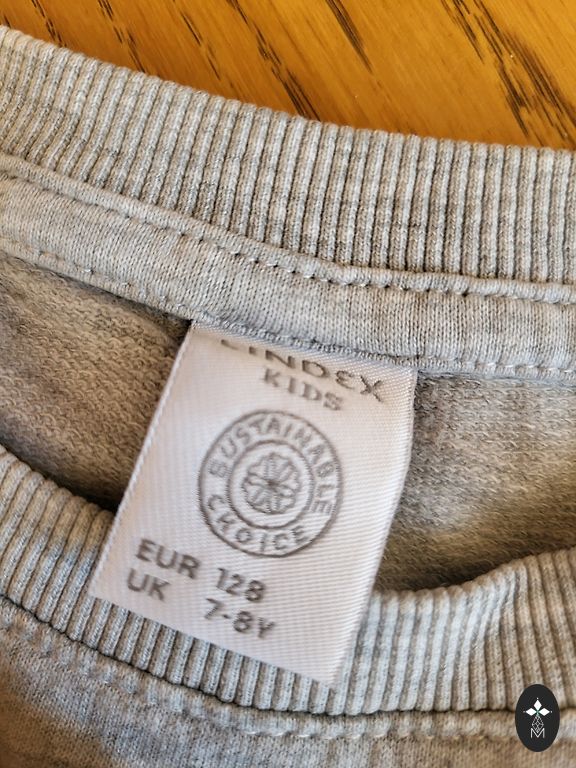 LINDEX
KIDS
SUSTAINABLE
CHOICE
EUR 128
UK 7-8Y
M